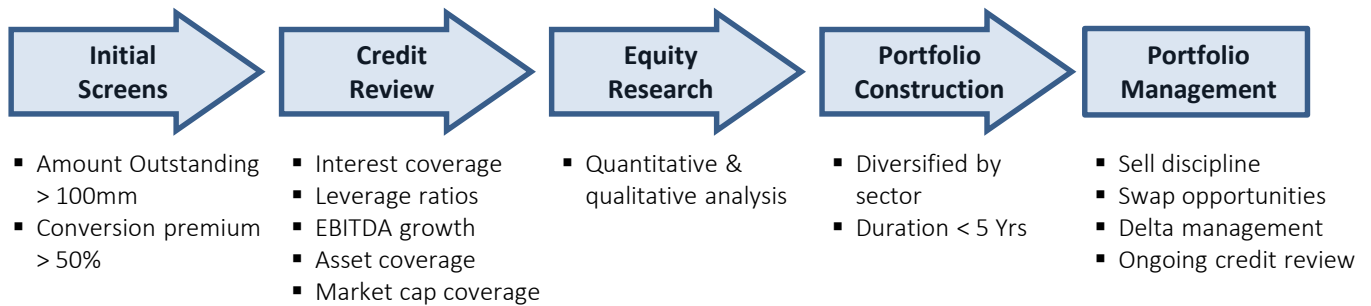 Initial
Screens
Credit
Review
Equity
Research
Portfolio
Construction
Portfolio
Management
▪ Amount Outstanding
> 100mm
▪ Conversion premium
> 50%
▪ Interest coverage
▪ Leverage ratios
▪ EBITDA growth
▪ Asset coverage
▪ Market cap coverage
▪ Quantitative &
qualitative analysis
▪ Diversified by
sector
▪ Duration < 5 Yrs
▪ Sell discipline
▪ Swap opportunities
▪ Delta management
▪ Ongoing credit review